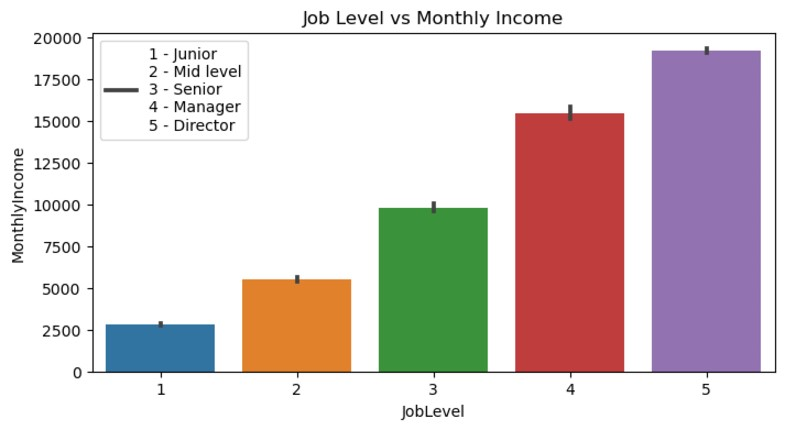 Job Level vs Monthly Income
20000
17500
15000
12500
10000
7500
5000
2500
0
MonthlyIncome
1 - Junior
2 - Mid level
3 - Senior
4 - Manager
5 - Director
1 2 3 4 5
JobLevel